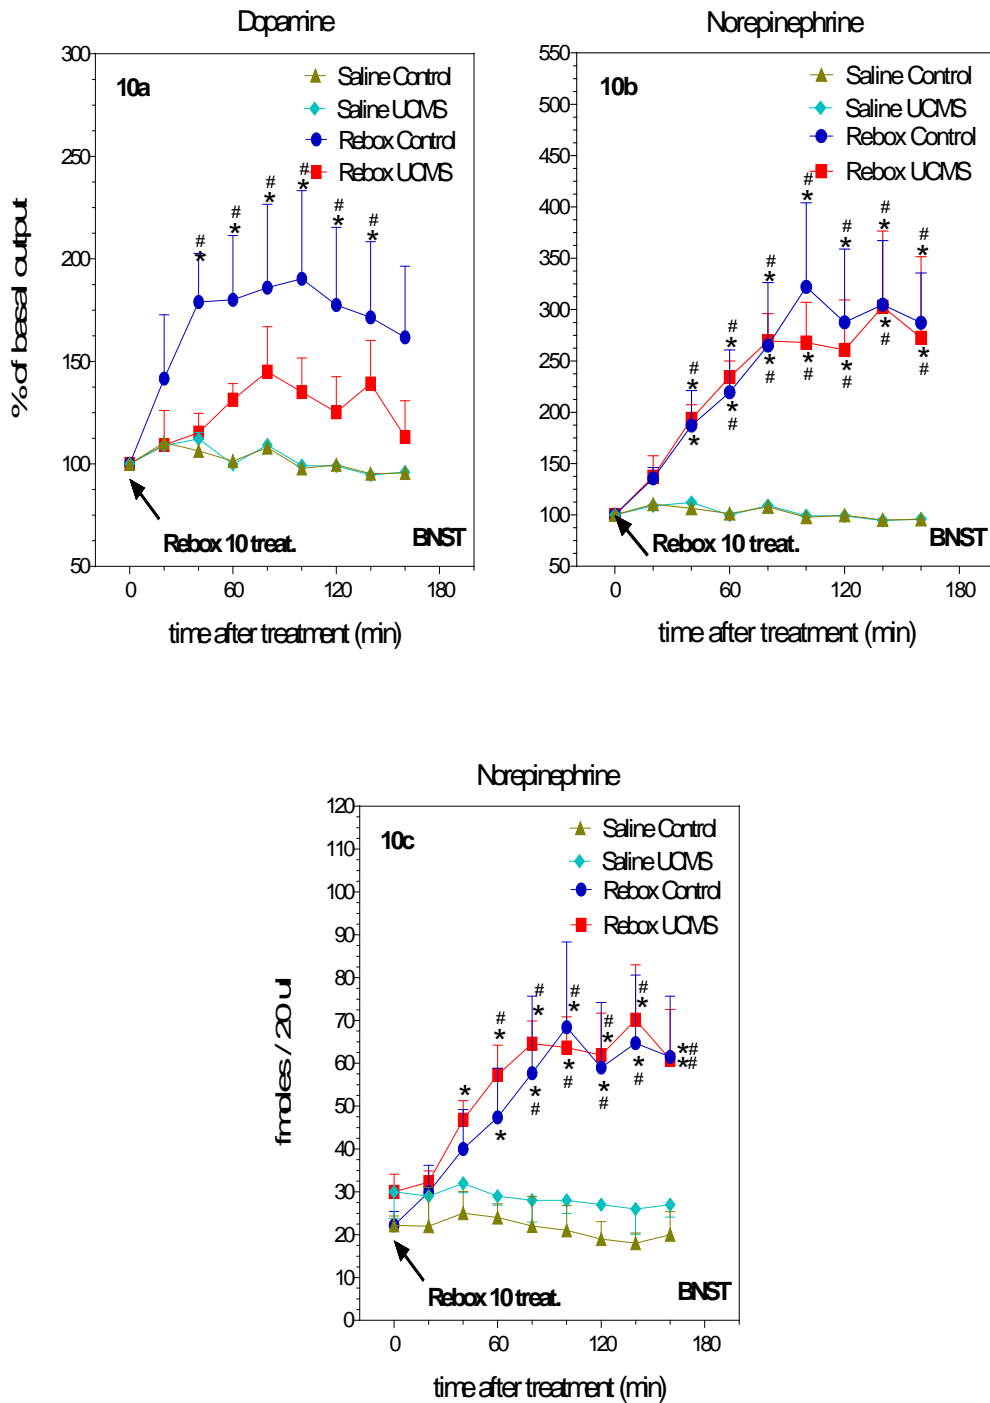 Dopamine
300
250
200
150
100
50
10a
Saline Control
Saline UCMS
Rebox Control
Rebox UCMS
# # # # # # #
* * * * * * *
% of basal output
Rebox 10 treat.
BNST
0 60 120 180
time after treatment (min)
Norepinephrine
550
500
450
400
350
300
250
200
150
100
50
10b
Saline Control
Saline UCMS
Rebox Control
Rebox UCMS
# # # # # # #
* * * * * * *
* * * * * * *
# # # # # #
Rebox 10 treat.
BNST
0 60 120 180
time after treatment (min)
Norepinephrine
120
110
100
90
80
70
60
50
40
30
20
10
0
10c
Saline Control
Saline UCMS
Rebox Control
Rebox UCMS
# # # # #
* * * * * * *#
* * * * * *#
# # # #
fmoles / 20 ul
Rebox 10 treat.
BNST
0 60 120 180
time after treatment (min)